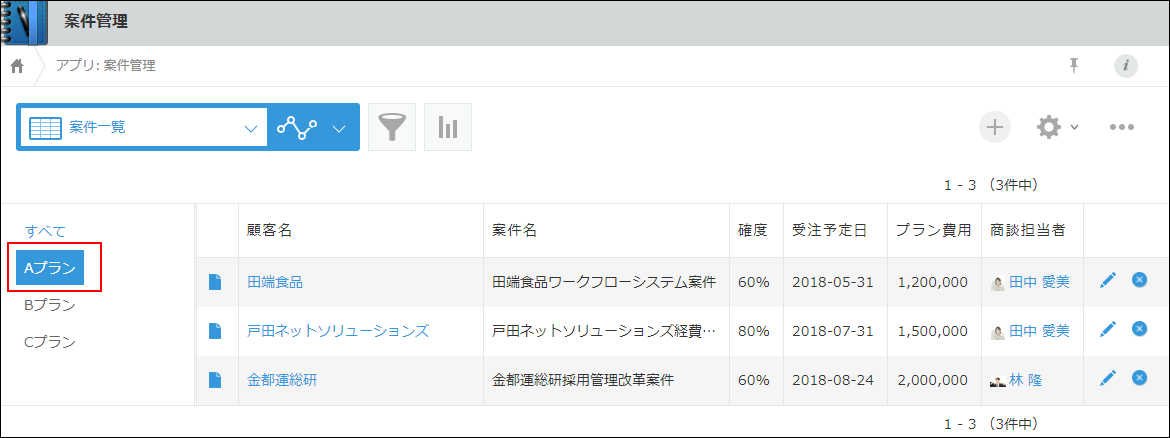 案件管理
アプリ: 案件管理
案件一覧
1 - 3 （3件中）
すべて
Aプラン
Bプラン
Cプラン
顧客名 案件名 確度 受注予定日 プラン費用 商談担当者
田端食品 田端食品ワークフローシステム案件 60% 2018-05-31 1,200,000 田中 愛美
戸田ネットソリューションズ 戸田ネットソリューションズ経費… 80% 2018-07-31 1,500,000 田中 愛美
金都運総研 金都運総研採用管理改革案件 60% 2018-08-24 2,000,000 林 隆
1 - 3 （3件中）